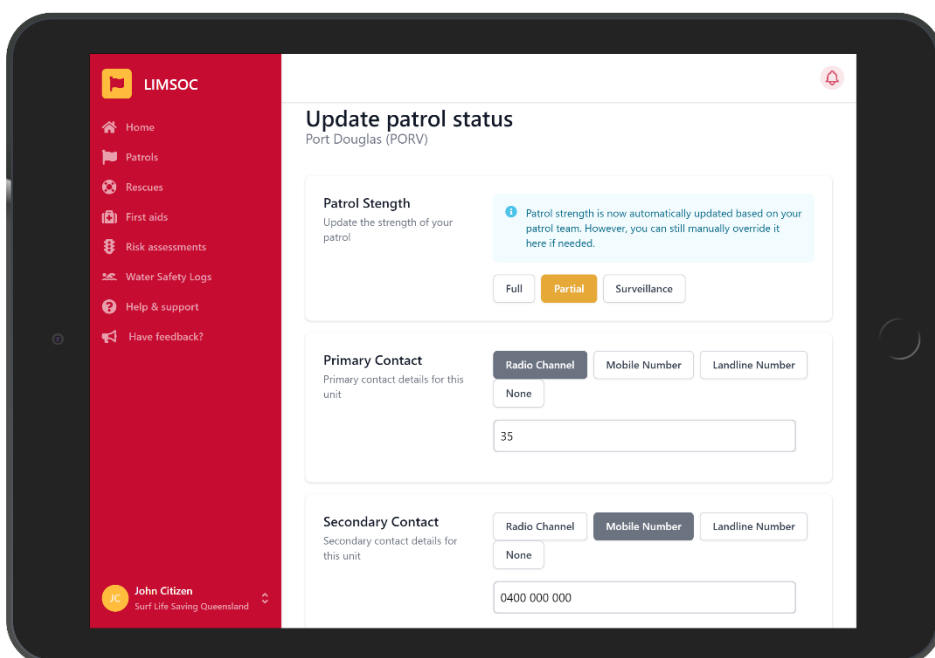 LIMSOC
Home
Patrols
Rescues
First aids
Risk assessments
Water Safety Logs
Help & support
Have feedback?
JC
John Citizen
Surf Life Saving Queensland
Update patrol status
Port Douglas (PORV)
Patrol Stength
Update the strength of your
patrol
Patrol strength is now automatically updated based on your
patrol team. However, you can still manually override it
here if needed.
Full Partial Surveillance
Primary Contact
Primary contact details for this
unit
Radio Channel Mobile Number Landline Number
None
35
Secondary Contact
Secondary contact details for
this unit
Radio Channel Mobile Number Landline Number
None
0400 000 000